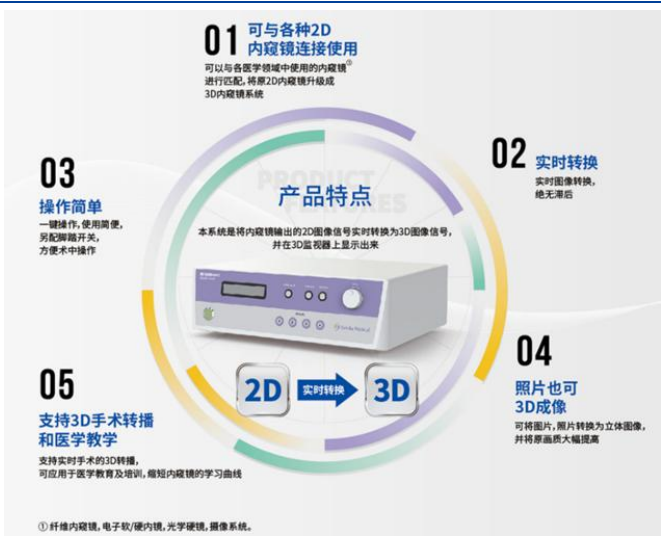 01 可与各种2D
内窥镜连接使用
可以与各医学领域中使用的内窥镜①
进行匹配,将原2D内窥镜升级成
3D内窥镜系统
02 实时转换
实时图像转换,
绝无滞后
03
操作简单
一键操作,使用简便,
另配脚踏开关,
方便术中操作
PRODUCT
FEATURES
产品特点
本系统是将内窥镜输出的2D图像信号实时转换为3D图像信号,
并在3D监视器上显示出来
2D 实时转换 3D
04
照片也可
3D成像
可将图片,照片转换为立体图像,
并将原画质大幅提高
05
支持3D手术转播
和医学教学
支持实时手术的3D转播,
可应用于医学教育及培训,缩短内窥镜的学习曲线
①纤维内窥镜,电子软/硬内镜,光学硬镜,摄像系统。